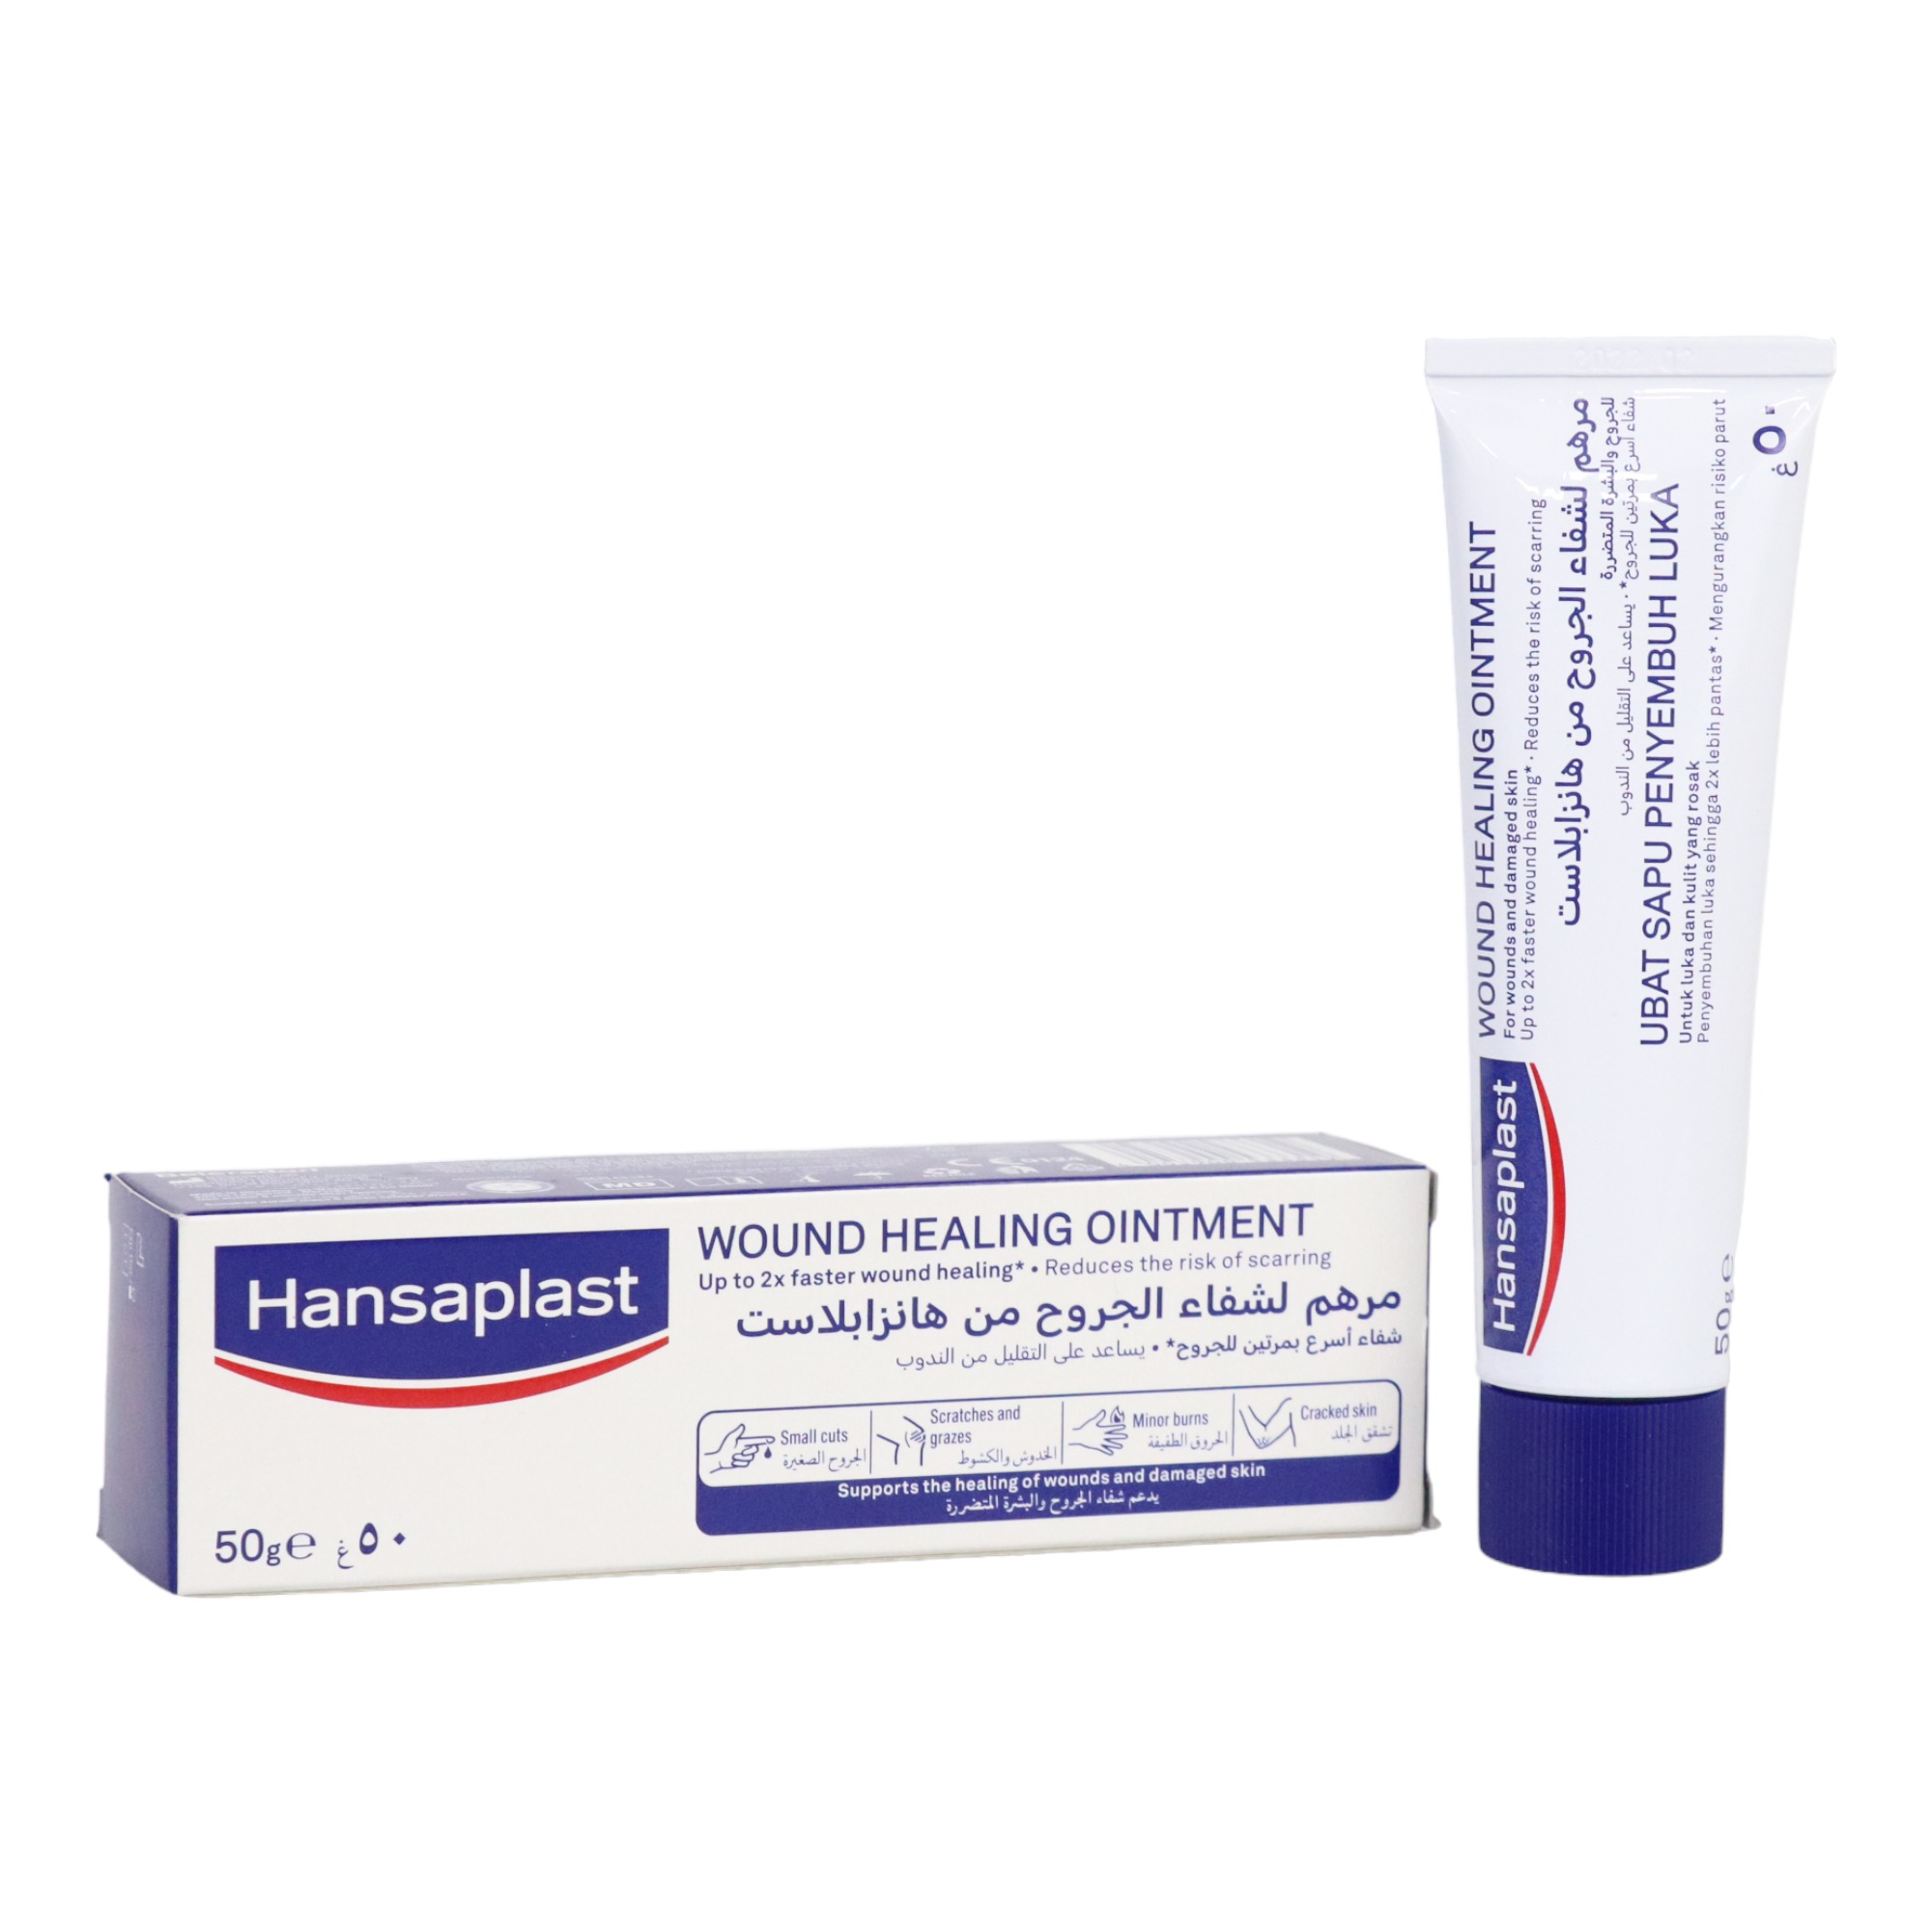 Hansaplast
WOUND HEALING OINTMENT
Up to 2x faster wound healing* • Reduces the risk of scarring
مرهم لشفاء الجروح من هانزابلاست
شفاء أسرع بمرتين للجروح* • يساعد على التقليل من الندوب
Small cuts
الجروح الصغيرة
Scratches and
grazes
الخدوش والكشوط
Minor burns
الحروق الطفيفة
Cracked skin
تشقق الجلد
Supports the healing of wounds and damaged skin
يدعم شفاء الجروح والبشرة المتضررة
50g e ٥٠ غ
MD
Hansaplast
WOUND HEALING OINTMENT
For wounds and damaged skin
Up to 2x faster wound healing* · Reduces the risk of scarring
مرهم لشفاء الجروح من هانزابلاست
للجروح والبشرة المتضررة
شفاء أسرع بمرتين للجروح* · يساعد على التقليل من الندوب
UBAT SAPU PENYEMBUH LUKA
Untuk luka dan kulit yang rosak
Penyembuhan luka sehingga 2x lebih pantas* · Mengurangkan risiko parut
50g e
٥٠ غ